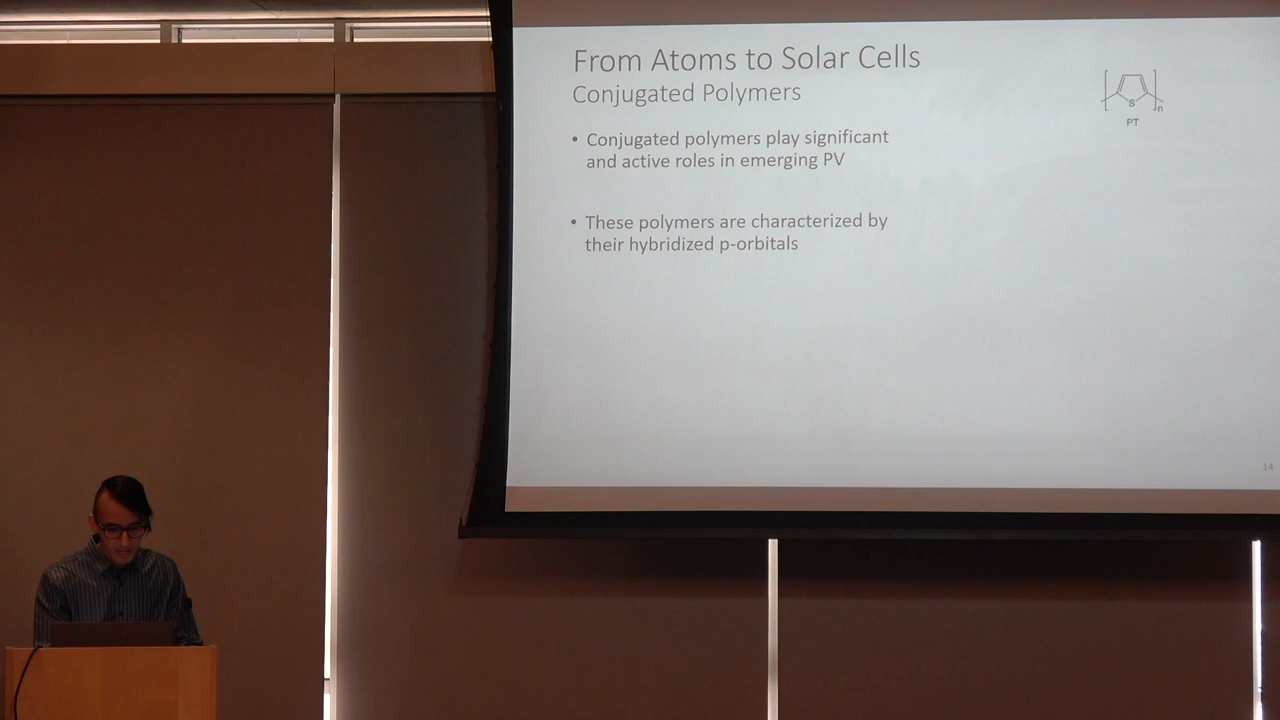 From Atoms to Solar Cells
Conjugated Polymers
• Conjugated polymers play significant
and active roles in emerging PV
• These polymers are characterized by
their hybridized p-orbitals
S
n
PT
14